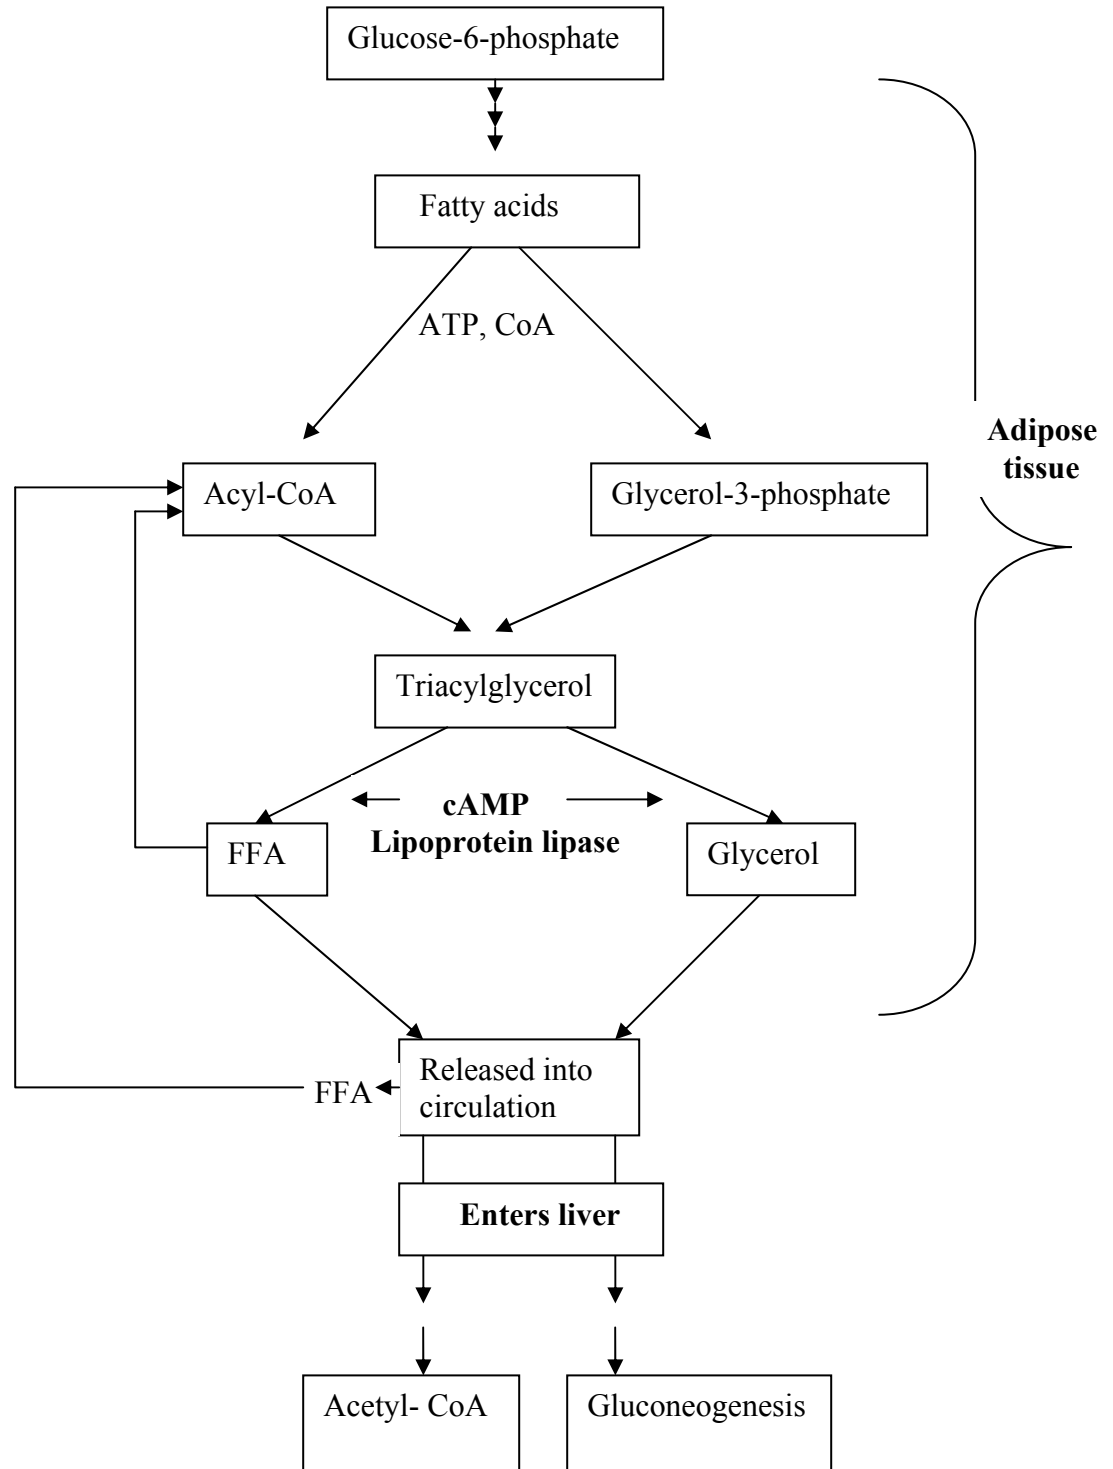 Glucose-6-phosphate
Fatty acids
ATP, CoA
Adipose
tissue
Acyl-CoA
Glycerol-3-phosphate
Triacylglycerol
cAMP
Lipoprotein lipase
FFA
Glycerol
Released into
circulation
FFA
Enters liver
Acetyl- CoA
Gluconeogenesis